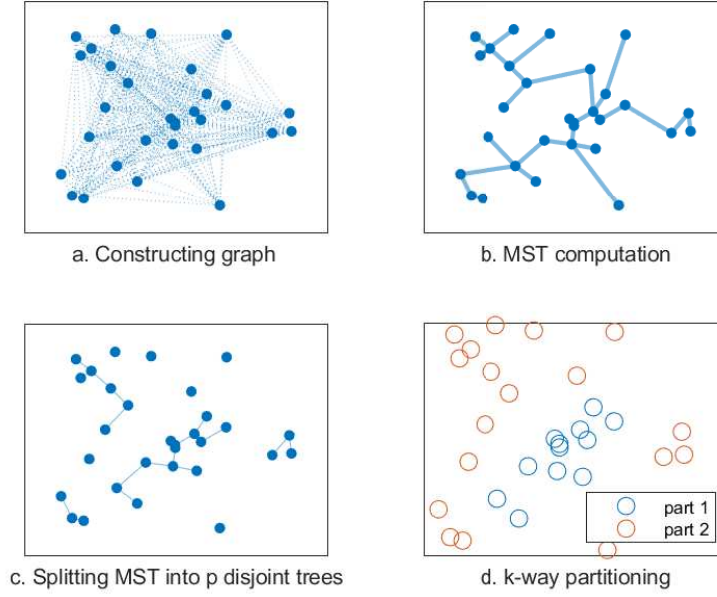 a. Constructing graph
b. MST computation
c. Splitting MST into p disjoint trees
part 1
part 2
d. k-way partitioning